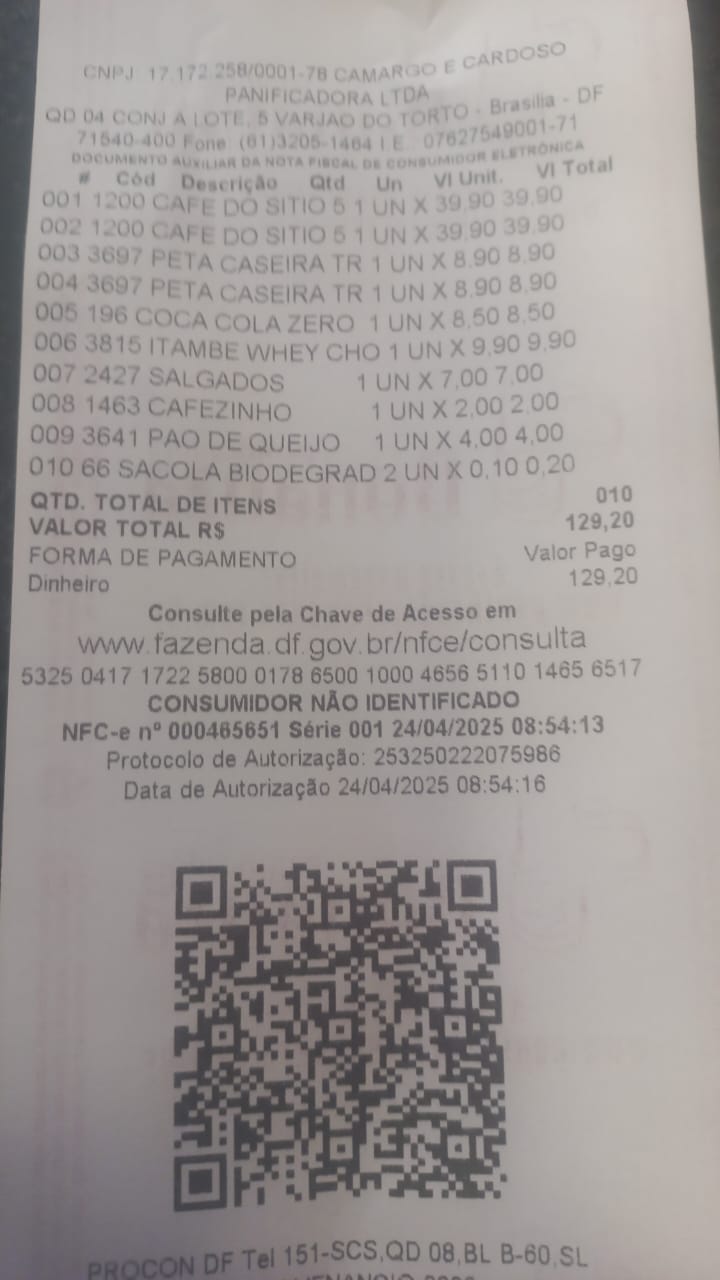 CNPJ 17.172.258/0001-78 CAMARGO E CARDOSO
PANIFICADORA LTDA
QD 04 CONJ A LOTE, 5 VARJAO DO TORTO - Brasilia - DF
71540-400 Fone: (61)3205-1464 I.E.: 07627549001-71
DOCUMENTO AUXILIAR DA NOTA FISCAL DE CONSUMIDOR ELETRÔNICA
# Cód Descrição Qtd Un Vl Unit. Vl Total
001 1200 CAFE DO SITIO 5 1 UN X 39,90 39,90
002 1200 CAFE DO SITIO 5 1 UN X 39,90 39,90
003 3697 PETA CASEIRA TR 1 UN X 8,90 8,90
004 3697 PETA CASEIRA TR 1 UN X 8,90 8,90
005 196 COCA COLA ZERO 1 UN X 8,50 8,50
006 3815 ITAMBE WHEY CHO 1 UN X 9,90 9,90
007 2427 SALGADOS 1 UN X 7,00 7,00
008 1463 CAFEZINHO 1 UN X 2,00 2,00
009 3641 PAO DE QUEIJO 1 UN X 4,00 4,00
010 66 SACOLA BIODEGRAD 2 UN X 0,10 0,20
QTD. TOTAL DE ITENS 010
VALOR TOTAL R$ 129,20
FORMA DE PAGAMENTO Valor Pago
Dinheiro 129,20
Consulte pela Chave de Acesso em
www.fazenda.df.gov.br/nfce/consulta
5325 0417 1722 5800 0178 6500 1000 4656 5110 1465 6517
CONSUMIDOR NÃO IDENTIFICADO
NFC-e nº 000465651 Série 001 24/04/2025 08:54:13
Protocolo de Autorização: 253250222075986
Data de Autorização 24/04/2025 08:54:16
PROCON DF Tel 151-SCS,QD 08,BL B-60,SL